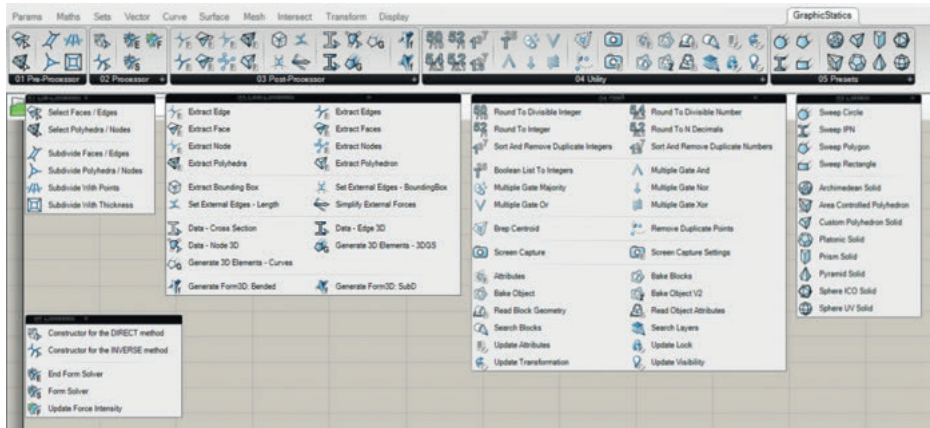 Params Maths Sets Vector Curve Surface Mesh Intersect Transform Display GraphicStatics
01 Pre-Processor 02 Processor 03 Post-Processor 04 Utility 05 Presets
Select Faces / Edges
Select Polyhedra / Nodes
Subdivide Faces / Edges
Subdivide Polyhedra / Nodes
Subdivide With Points
Subdivide With Thickness
Extract Edge Extract Edges
Extract Face Extract Faces
Extract Node Extract Nodes
Extract Polyhedra Extract Polyhedron
Extract Bounding Box Set External Edges - BoundingBox
Set External Edges - Length Simplify External Forces
Data - Cross Section Data - Edge 3D
Data - Node 3D Generate 3D Elements - 3DGS
Generate 3D Elements - Curves
Generate Form3D: Bended Generate Form3D: SubD
Round To Divisible Integer Round To Divisible Number
Round To Integer Round To N Decimals
Sort And Remove Duplicate Integers Sort And Remove Duplicate Numbers
Boolean List To Integers Multiple Gate And
Multiple Gate Majority Multiple Gate Nor
Multiple Gate Or Multiple Gate Xor
Brep Centroid Remove Duplicate Points
Screen Capture Screen Capture Settings
Attributes Bake Blocks
Bake Object Bake Object V2
Read Block Geometry Read Object Attributes
Search Blocks Search Layers
Update Attributes Update Lock
Update Transformation Update Visibility
Sweep Circle
Sweep IPN
Sweep Polygon
Sweep Rectangle
Archimedean Solid
Area Controlled Polyhedron
Custom Polyhedron Solid
Platonic Solid
Prism Solid
Pyramid Solid
Sphere ICO Solid
Sphere UV Solid
Constructor for the DIRECT method
Constructor for the INVERSE method
End Form Solver
Form Solver
Update Force Intensity